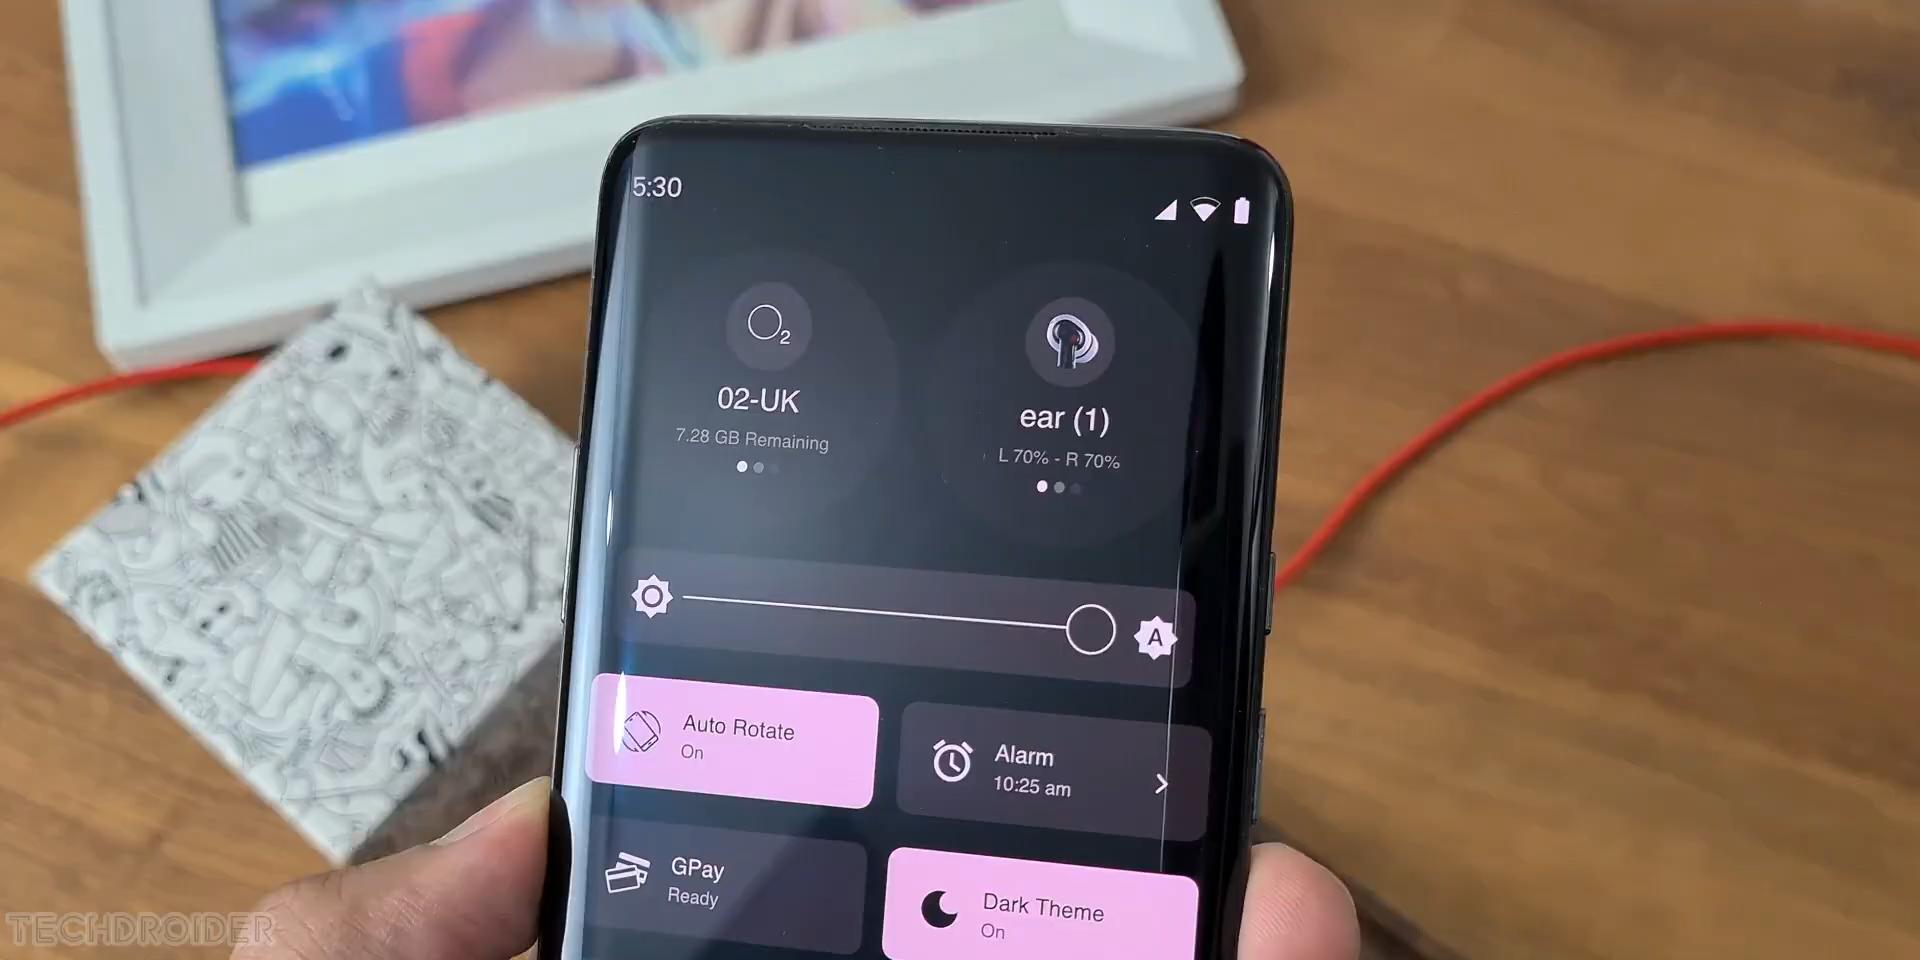 5:30
O2
02-UK
7.28 GB Remaining
ear (1)
L 70% - R 70%
A
Auto Rotate
On
Alarm
10:25 am
GPay
Ready
Dark Theme
On
TECHDROIDER